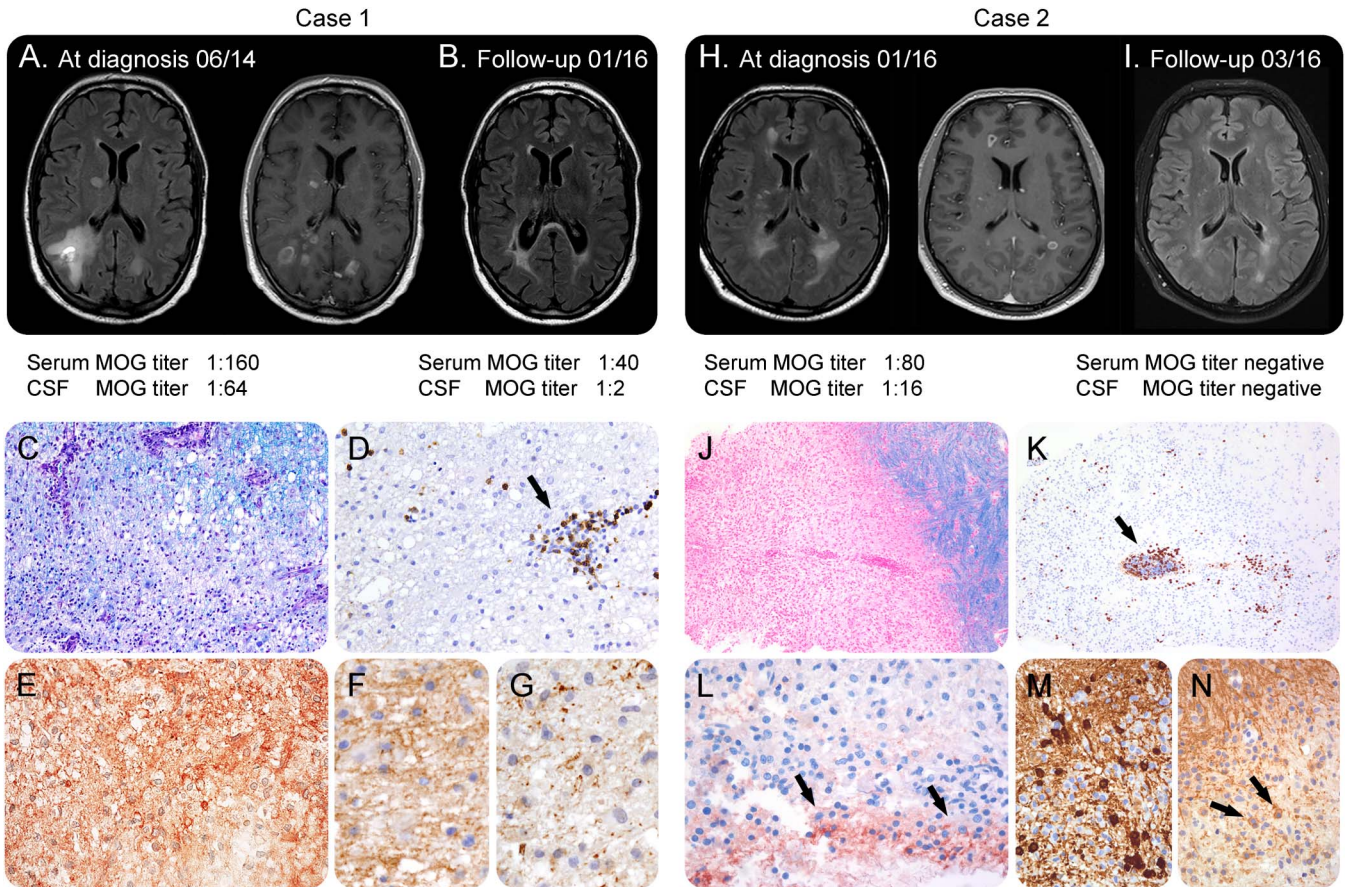 Case 1
Case 2
A. At diagnosis 06/14
B. Follow-up 01/16
H. At diagnosis 01/16
I. Follow-up 03/16
Serum MOG titer 1:160
CSF MOG titer 1:64
Serum MOG titer 1:40
CSF MOG titer 1:2
Serum MOG titer 1:80
CSF MOG titer 1:16
Serum MOG titer negative
CSF MOG titer negative
C
D
J
K
E
F
G
L
M
N